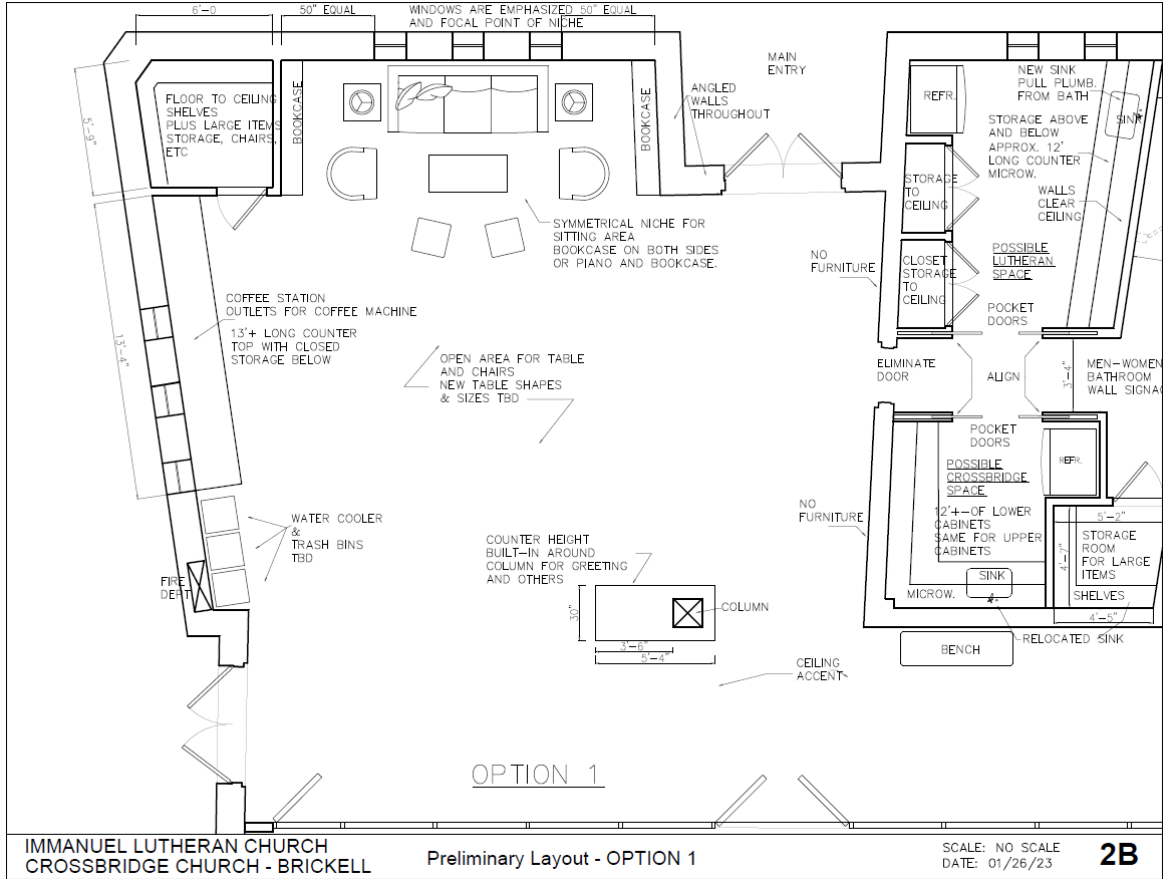 6'-0
50" EQUAL
WINDOWS ARE EMPHASIZED
AND FOCAL POINT OF NICHE
50" EQUAL
5'-9"
FLOOR TO CEILING
SHELVES
PLUS LARGE ITEMS
STORAGE, CHAIRS,
ETC
BOOKCASE
BOOKCASE
ANGLED
WALLS
THROUGHOUT
MAIN
ENTRY
REFR.
NEW SINK
PULL PLUMB.
FROM BATH
SINK
STORAGE ABOVE
AND BELOW
APPROX. 12'
LONG COUNTER
MICROW.
WALLS
CLEAR
CEILING
STORAGE
TO
CEILING
CLOSET
STORAGE
TO
CEILING
POSSIBLE
LUTHERAN
SPACE
POCKET
DOORS
SYMMETRICAL NICHE FOR
SITTING AREA
BOOKCASE ON BOTH SIDES
OR PIANO AND BOOKCASE.
NO
FURNITURE
COFFEE STATION
OUTLETS FOR COFFEE MACHINE
13'+ LONG COUNTER
TOP WITH CLOSED
STORAGE BELOW
13'-4"
OPEN AREA FOR TABLE
AND CHAIRS
NEW TABLE SHAPES
& SIZES TBD
ELIMINATE
DOOR
ALIGN
3'-4"
MEN-WOMEN
BATHROOM
WALL SIGNAG
POCKET
DOORS
REFR.
POSSIBLE
CROSSBRIDGE
SPACE
12'+-OF LOWER
CABINETS
SAME FOR UPPER
CABINETS
NO
FURNITURE
SINK
MICROW.
5'-2"
4'-7"
STORAGE
ROOM
FOR LARGE
ITEMS
SHELVES
4'-5"
RELOCATED SINK
BENCH
WATER COOLER
&
TRASH BINS
TBD
FIRE
DEPT
COUNTER HEIGHT
BUILT-IN AROUND
COLUMN FOR GREETING
AND OTHERS
30"
COLUMN
3'-6"
5'-4"
CEILING
ACCENT
OPTION 1
IMMANUEL LUTHERAN CHURCH
CROSSBRIDGE CHURCH - BRICKELL
Preliminary Layout - OPTION 1
SCALE: NO SCALE
DATE: 01/26/23
2B